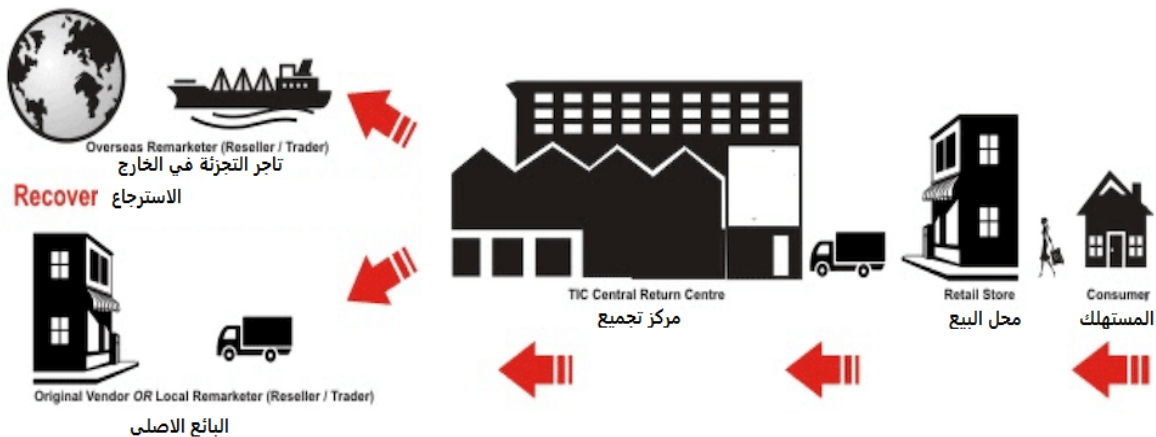 Overseas Remarketer (Reseller / Trader)
تاجر التجزئة في الخارج
Recover الاسترجاع
TIC Central Return Centre
مركز تجميع
Retail Store
محل البيع
Consumer
المستهلك
Original Vendor OR Local Remarketer (Reseller / Trader)
البائع الاصلي